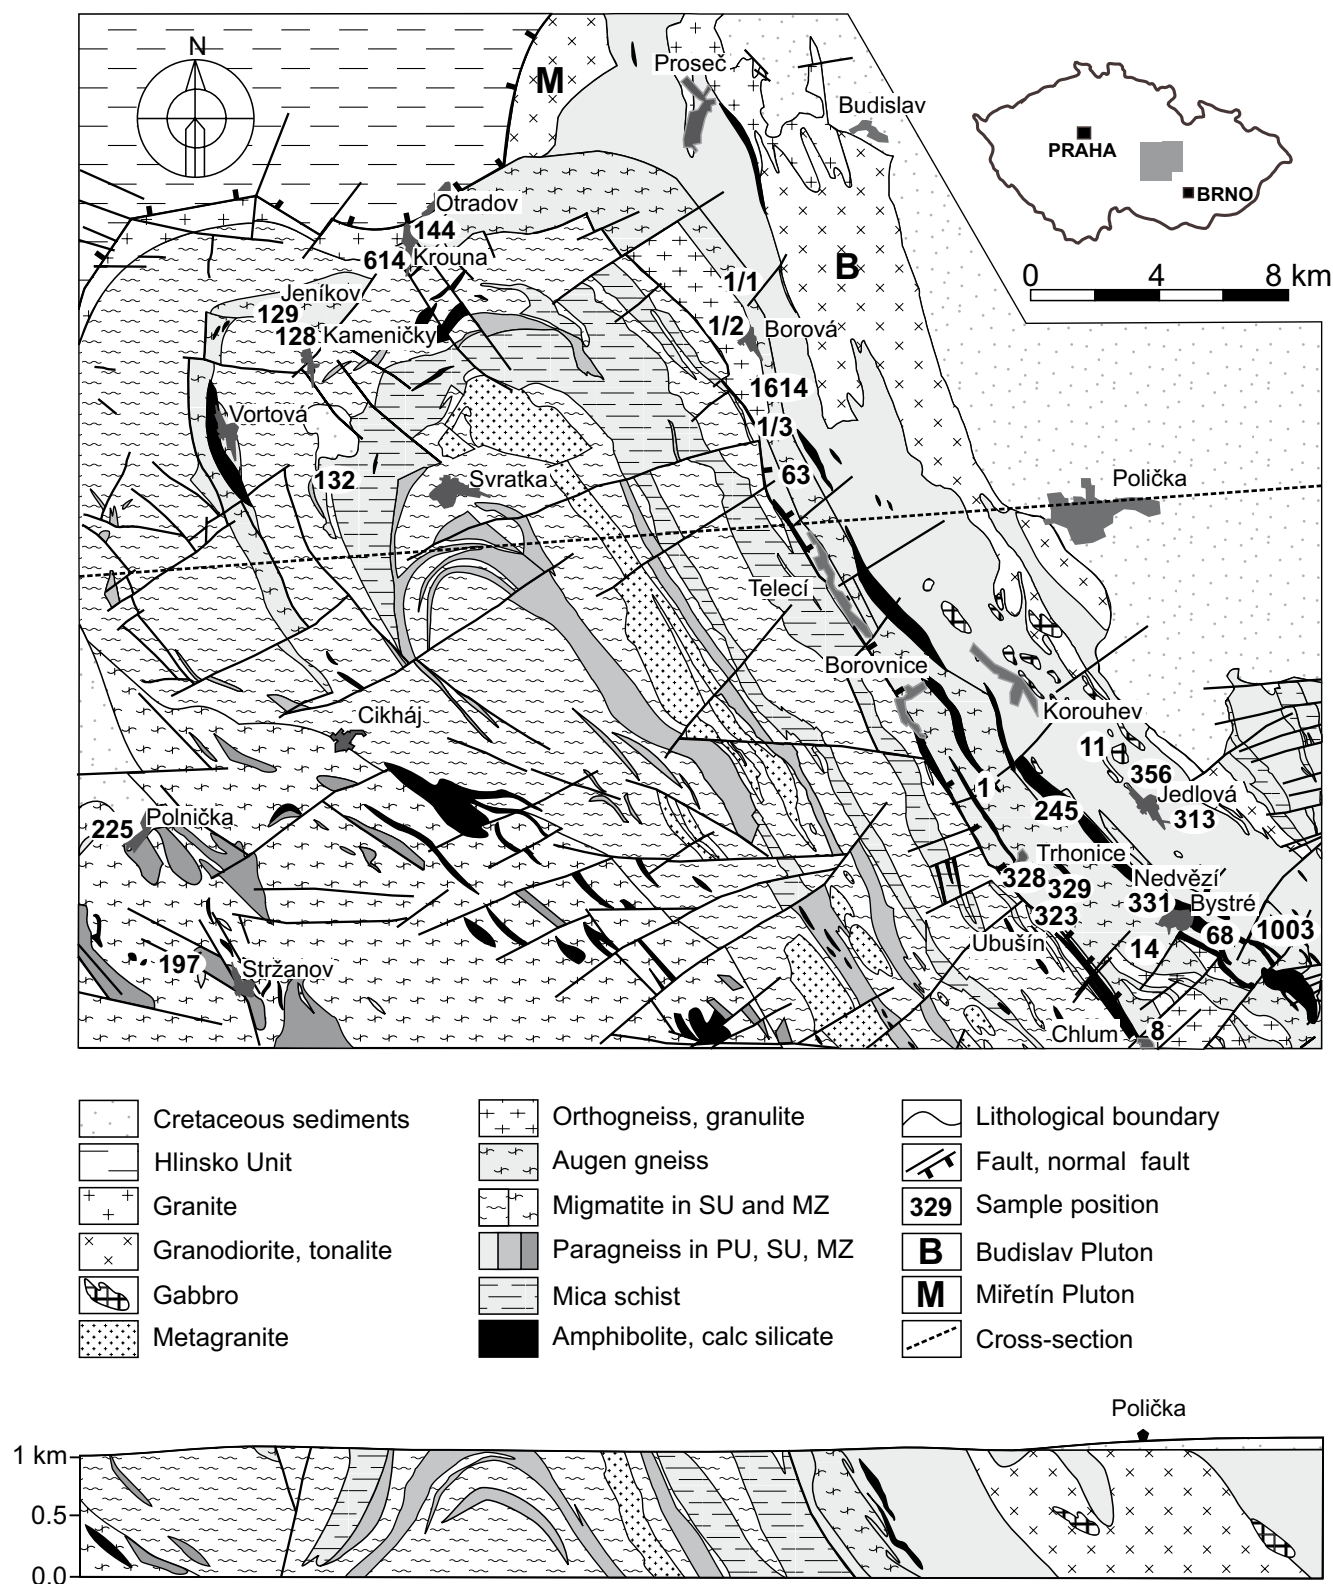 N
M
Proseč
Budislav
PRAHA
BRNO
0 4 8 km
Otradov
144
614 Krouna
B
Jeníkov
129
128 Kameničky
1/1
1/2 Borová
1614
1/3
Vortová
132
Svratka
63
Polička
Telecí
Borovnice
Cikháj
Korouhev
11
356
Jedlová
313
1
245
225
Polnička
Trhonice
328 329
Nedvězí
331 Bystré
323
Ubušín
14
68
1003
197
Stržanov
Chlum
8
Cretaceous sediments
Hlinsko Unit
Granite
Granodiorite, tonalite
Gabbro
Metagranite
Orthogneiss, granulite
Augen gneiss
Migmatite in SU and MZ
Paragneiss in PU, SU, MZ
Mica schist
Amphibolite, calc silicate
Lithological boundary
Fault, normal fault
329 Sample position
B Budislav Pluton
M Miřetín Pluton
Cross-section
Polička
1 km
0.5
0.0